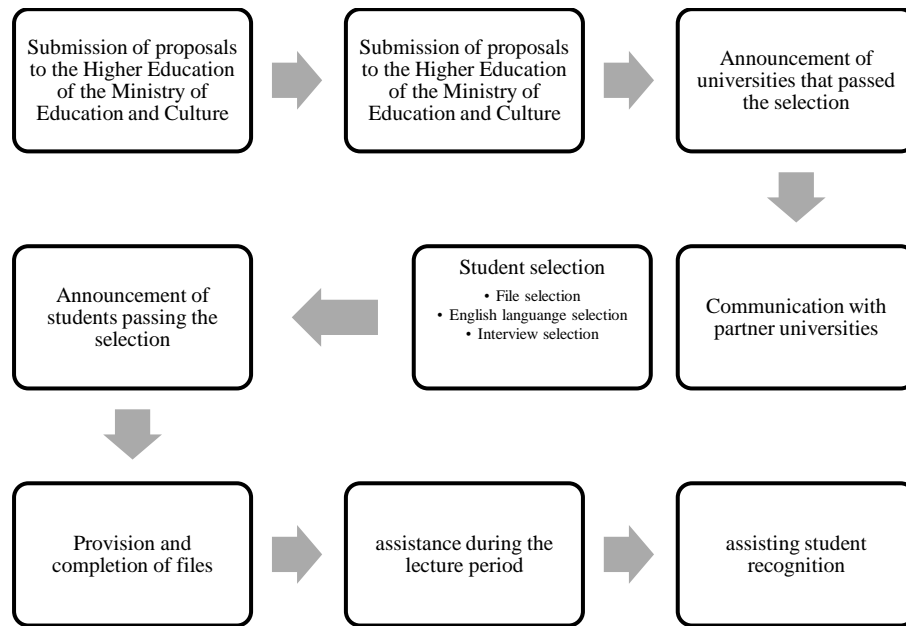 Submission of proposals
to the Higher Education
of the Ministry of
Education and Culture
Submission of proposals
to the Higher Education
of the Ministry of
Education and Culture
Announcement of
universities that passed
the selection
Communication with
partner universities
Student selection
• File selection
• English languange selection
• Interview selection
Announcement of
students passing the
selection
Provision and
completion of files
assistance during the
lecture period
assisting student
recognition